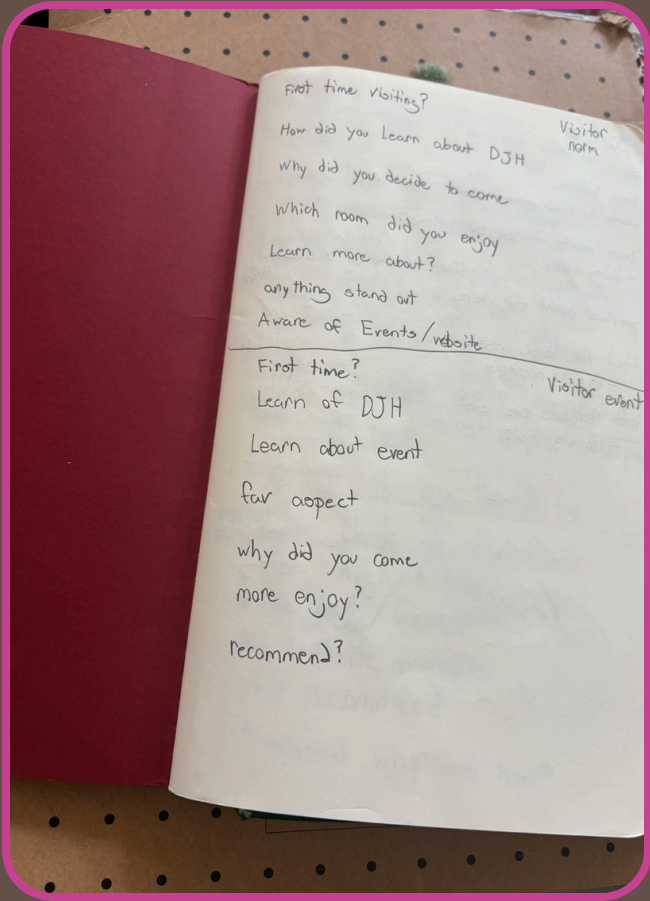 First time visiting?
Visitor
norm
How did you Learn about DJH
Why did you decide to come
Which room did you enjoy
Learn more about?
anything stand out
Aware of Events/website
First time?
Visitor event
Learn of DJH
Learn about event
fav aspect
why did you come
more enjoy?
recommend?